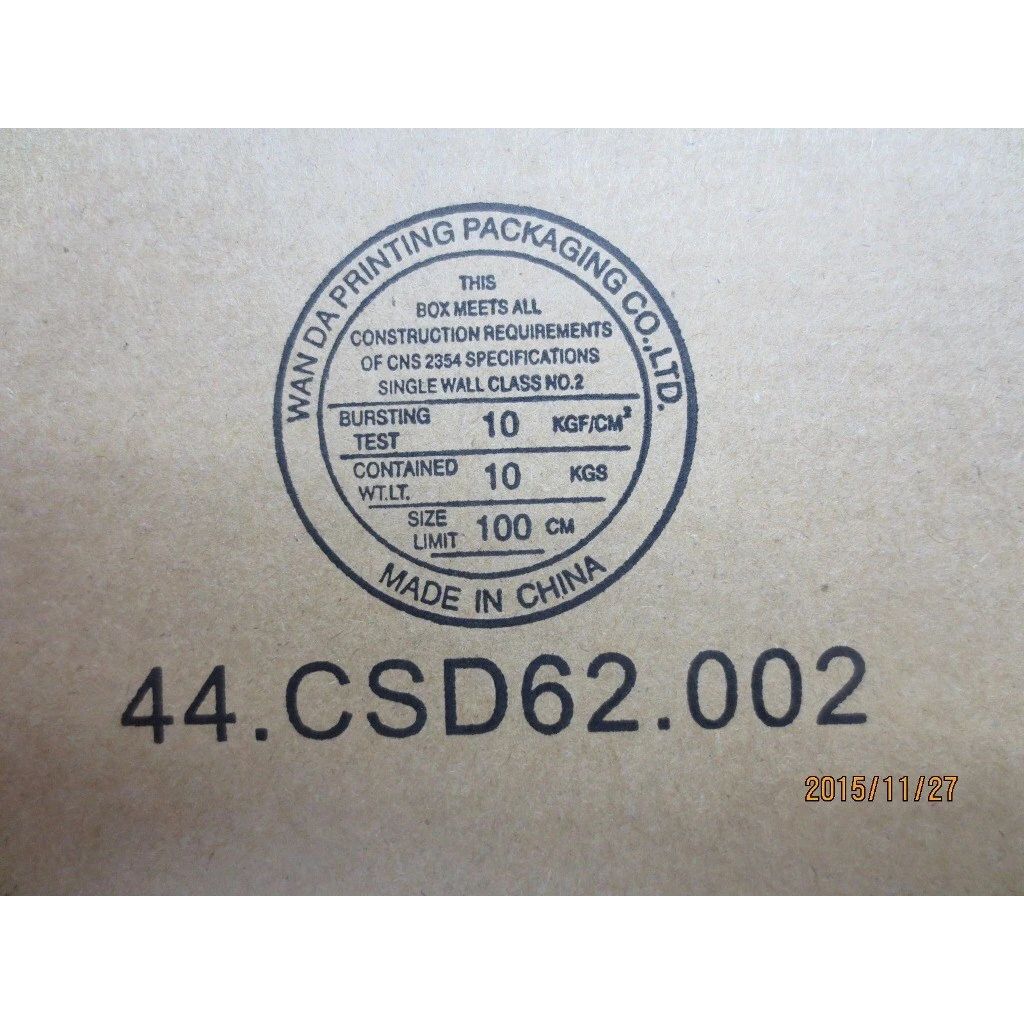 WAN DA PRINTING PACKAGING CO.,LTD.
THIS
BOX MEETS ALL
CONSTRUCTION REQUIREMENTS
OF CNS 2354 SPECIFICATIONS
SINGLE WALL CLASS NO.2
BURSTING TEST 10 KGF/CM²
CONTAINED WT.LT. 10 KGS
SIZE LIMIT 100 CM
MADE IN CHINA
44.CSD62.002
2015/11/27